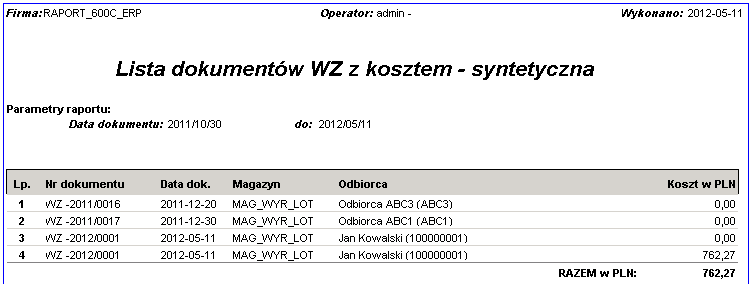 Firma: RAPORT_600C_ERP Operator: admin - Wykonano: 2012-05-11
Lista dokumentów WZ z kosztem - syntetyczna
Parametry raportu:
Data dokumentu: 2011/10/30 do: 2012/05/11
Lp. Nr dokumentu Data dok. Magazyn Odbiorca Koszt w PLN
1 WZ -2011/0016 2011-12-20 MAG_WYR_LOT Odbiorca ABC3 (ABC3) 0,00
2 WZ -2011/0017 2011-12-30 MAG_WYR_LOT Odbiorca ABC1 (ABC1) 0,00
3 WZ -2012/0001 2012-05-11 MAG_WYR_LOT Jan Kowalski (100000001) 0,00
4 WZ -2012/0001 2012-05-11 MAG_WYR_LOT Jan Kowalski (100000001) 762,27
RAZEM w PLN: 762,27